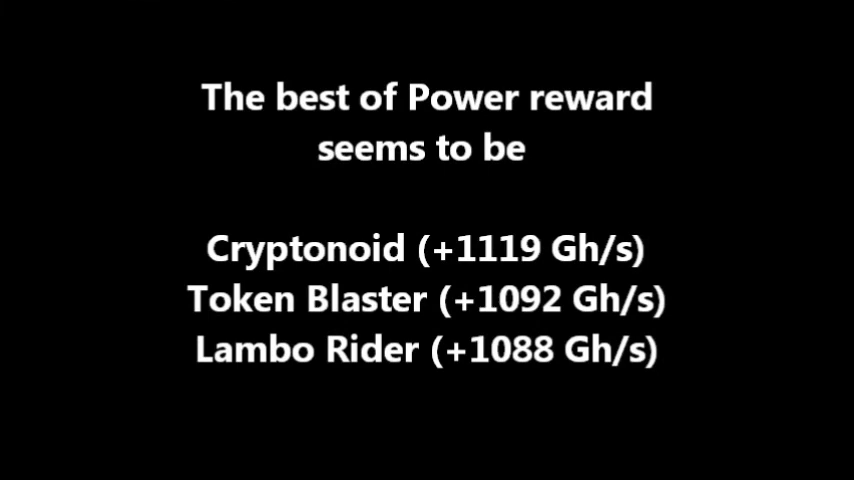 The best of Power reward
seems to be
Cryptonoid (+1119 Gh/s)
Token Blaster (+1092 Gh/s)
Lambo Rider (+1088 Gh/s)